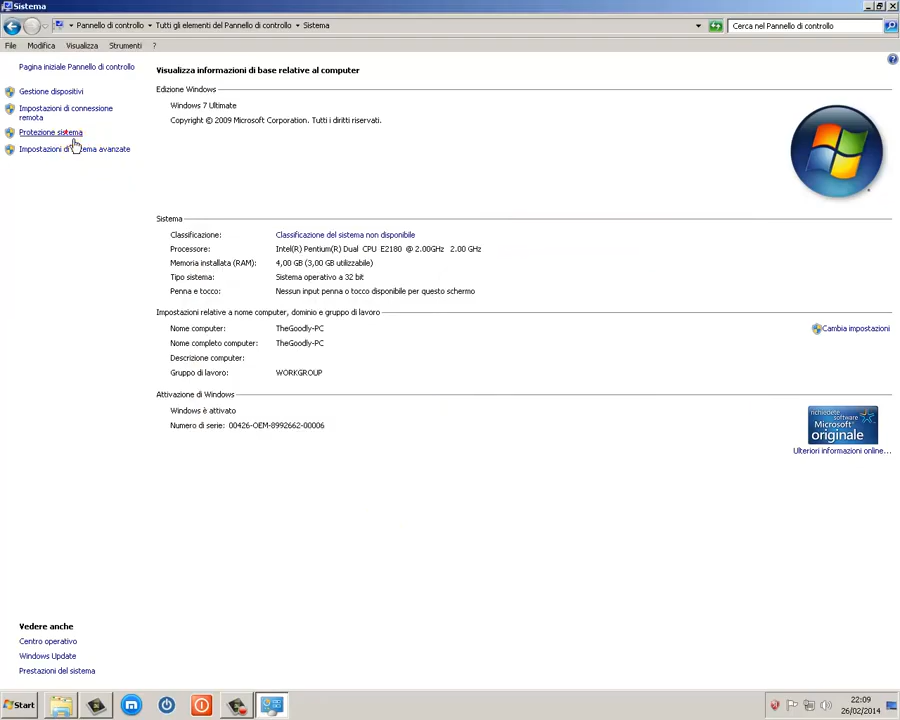 Sistema
Pannello di controllo Tutti gli elementi del Pannello di controllo Sistema
Cerca nel Pannello di controllo
File Modifica Visualizza Strumenti ?
Pagina iniziale Pannello di controllo
Gestione dispositivi
Impostazioni di connessione
remota
Protezione sistema
Impostazioni di avanzate
Visualizza informazioni di base relative al computer
Edizione Windows
Windows 7 Ultimate
Copyright © 2009 Microsoft Corporation. Tutti i diritti riservati.
Sistema
Classificazione: Classificazione del sistema non disponibile
Processore: Intel(R) Pentium(R) Dual CPU E2180 @ 2.00GHz 2.00 GHz
Memoria installata (RAM): 4,00 GB (3,00 GB utilizzabile)
Tipo sistema: Sistema operativo a 32 bit
Penna e tocco: Nessun input penna o tocco disponibile per questo schermo
Impostazioni relative a nome computer, dominio e gruppo di lavoro
Nome computer: TheGoodly-PC
Cambia impostazioni
Nome completo computer: TheGoodly-PC
Descrizione computer:
Gruppo di lavoro: WORKGROUP
Attivazione di Windows
Windows è attivato
Numero di serie: 00426-OEM-8992662-00006
richiedete
software
Microsoft
originale
Ulteriori informazioni online...
Vedere anche
Centro operativo
Windows Update
Prestazioni del sistema
Start
22:09
26/02/2014